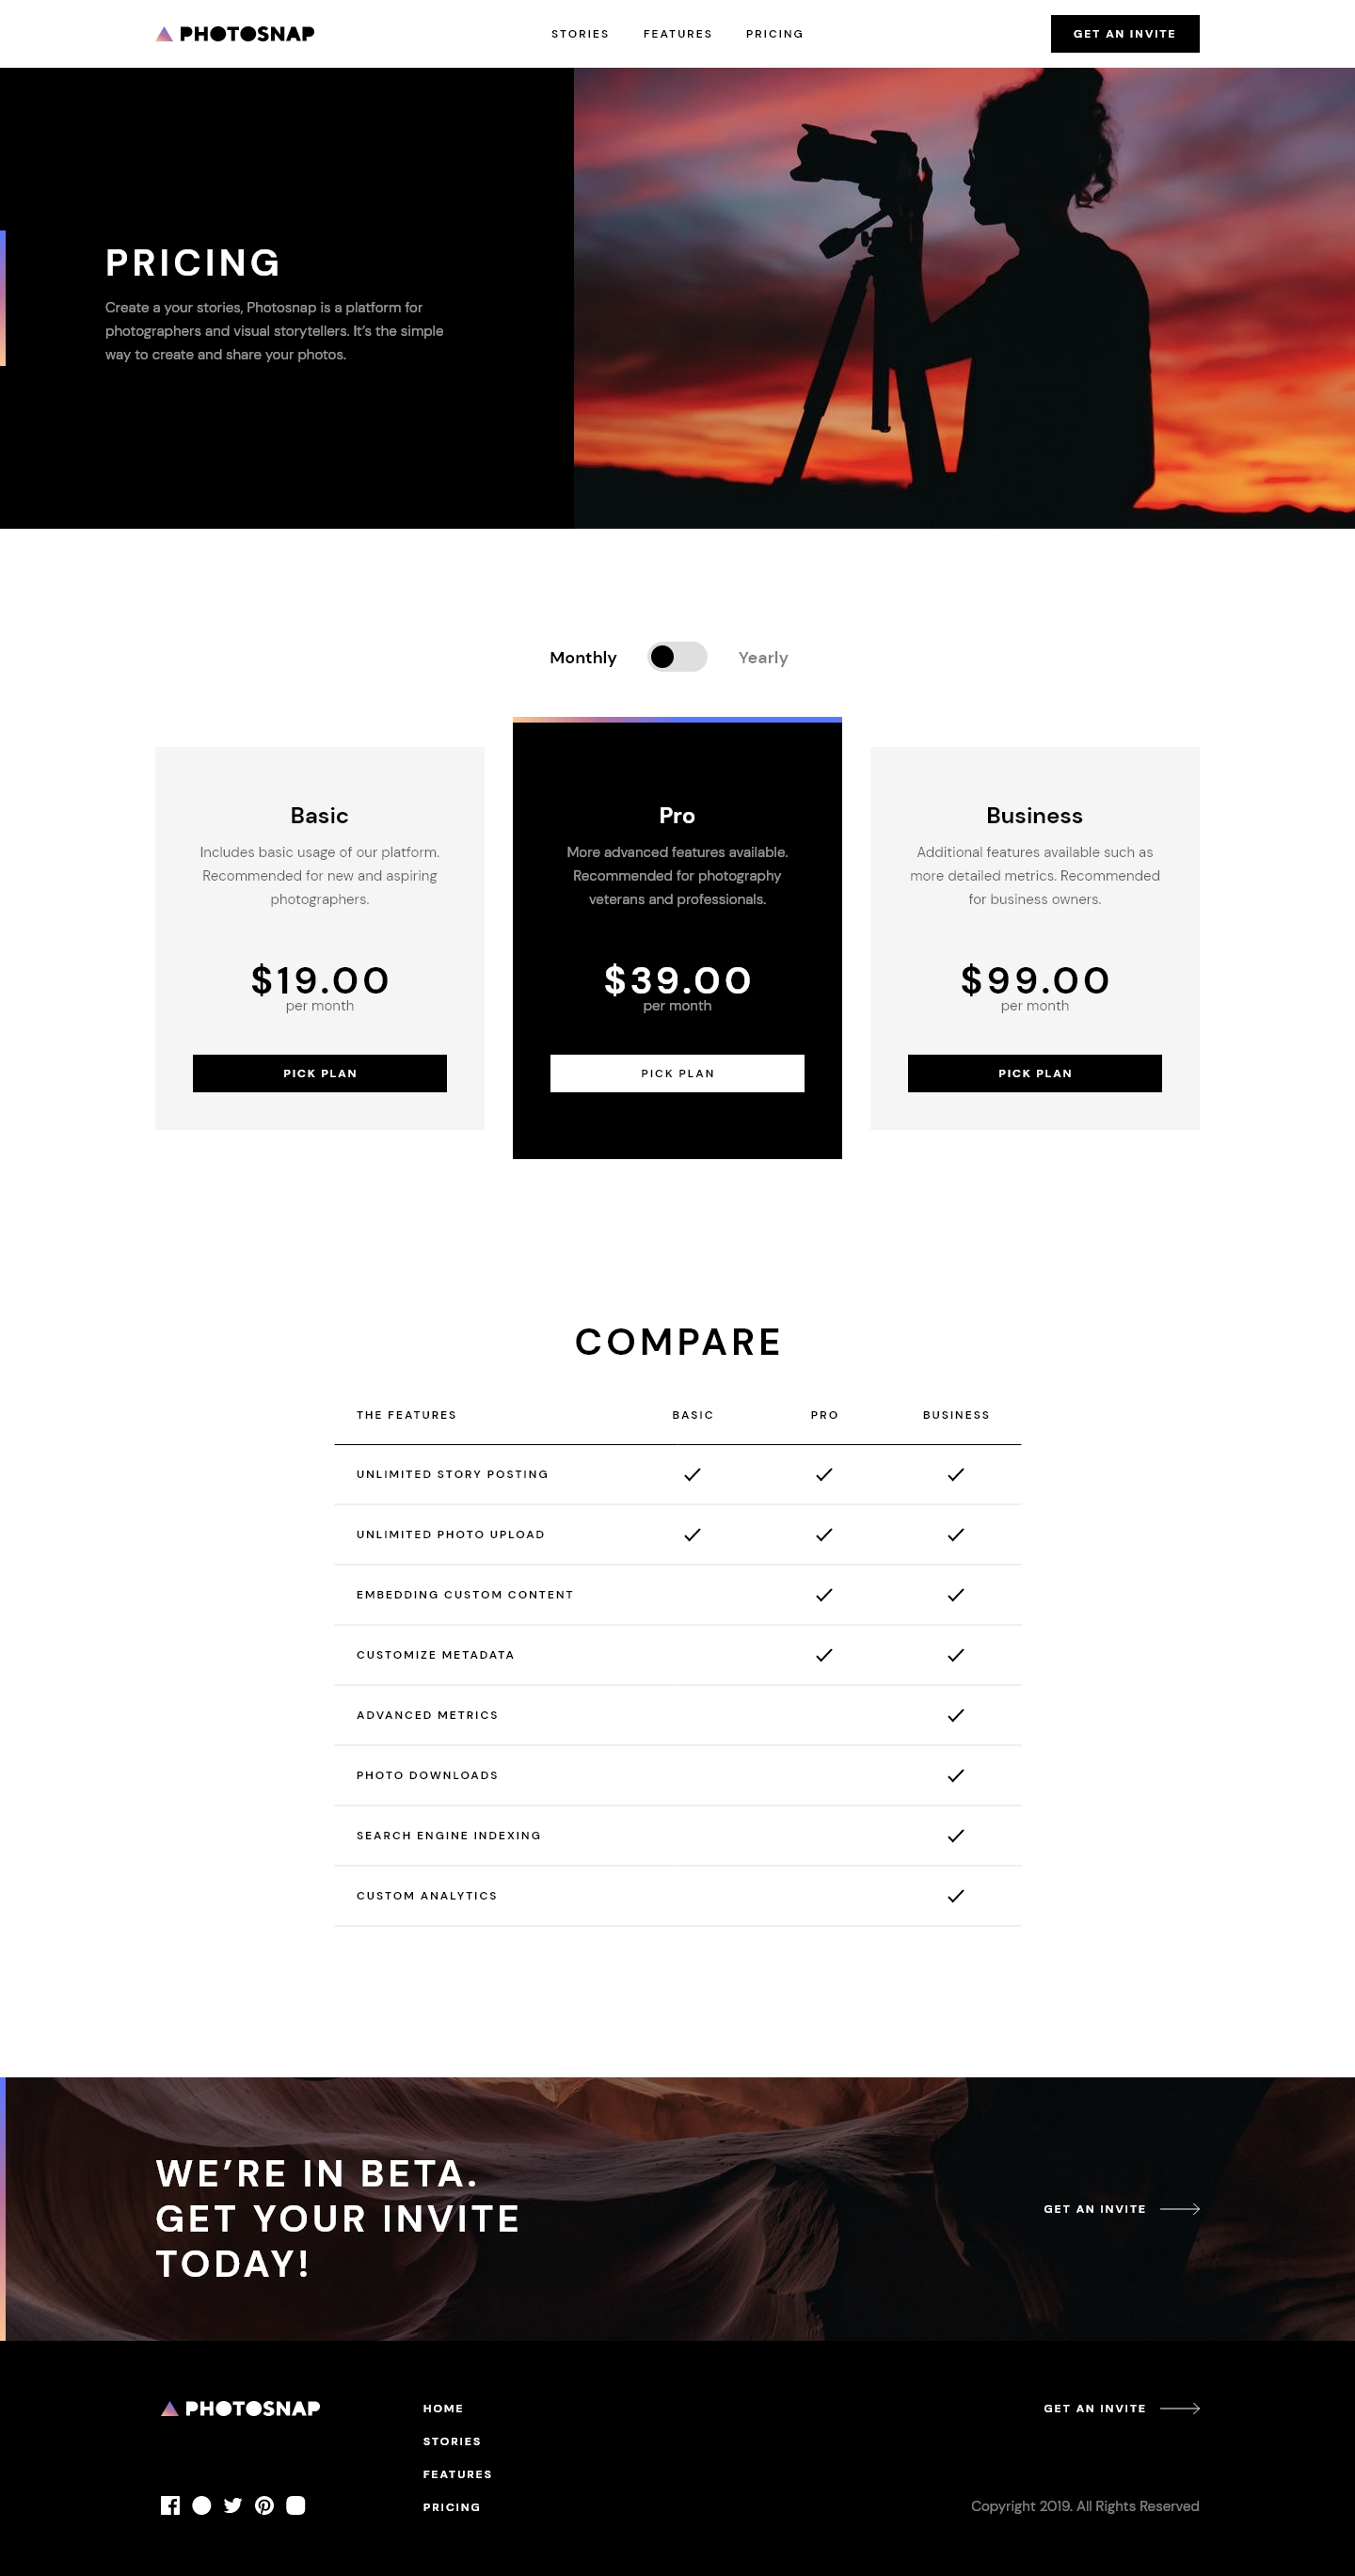 PHOTOSNAP
STORIES FEATURES PRICING
GET AN INVITE
PRICING
Create a your stories, Photosnap is a platform for
photographers and visual storytellers. It’s the simple
way to create and share your photos.
Monthly Yearly
Basic
Includes basic usage of our platform.
Recommended for new and aspiring
photographers.
$19.00
per month
PICK PLAN
Pro
More advanced features available.
Recommended for photography
veterans and professionals.
$39.00
per month
PICK PLAN
Business
Additional features available such as
more detailed metrics. Recommended
for business owners.
$99.00
per month
PICK PLAN
COMPARE
THE FEATURES BASIC PRO BUSINESS
UNLIMITED STORY POSTING
UNLIMITED PHOTO UPLOAD
EMBEDDING CUSTOM CONTENT
CUSTOMIZE METADATA
ADVANCED METRICS
PHOTO DOWNLOADS
SEARCH ENGINE INDEXING
CUSTOM ANALYTICS
WE’RE IN BETA.
GET YOUR INVITE
TODAY!
GET AN INVITE
PHOTOSNAP
HOME
STORIES
FEATURES
PRICING
GET AN INVITE
Copyright 2019. All Rights Reserved